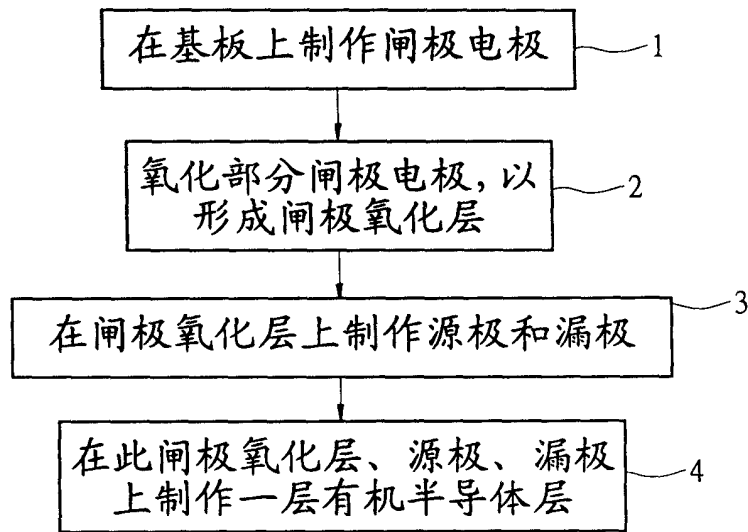 在基板上制作闸极电极
1
氧化部分闸极电极,以
形成闸极氧化层
2
在闸极氧化层上制作源极和漏极
3
在此闸极氧化层、源极、漏极
上制作一层有机半导体层
4